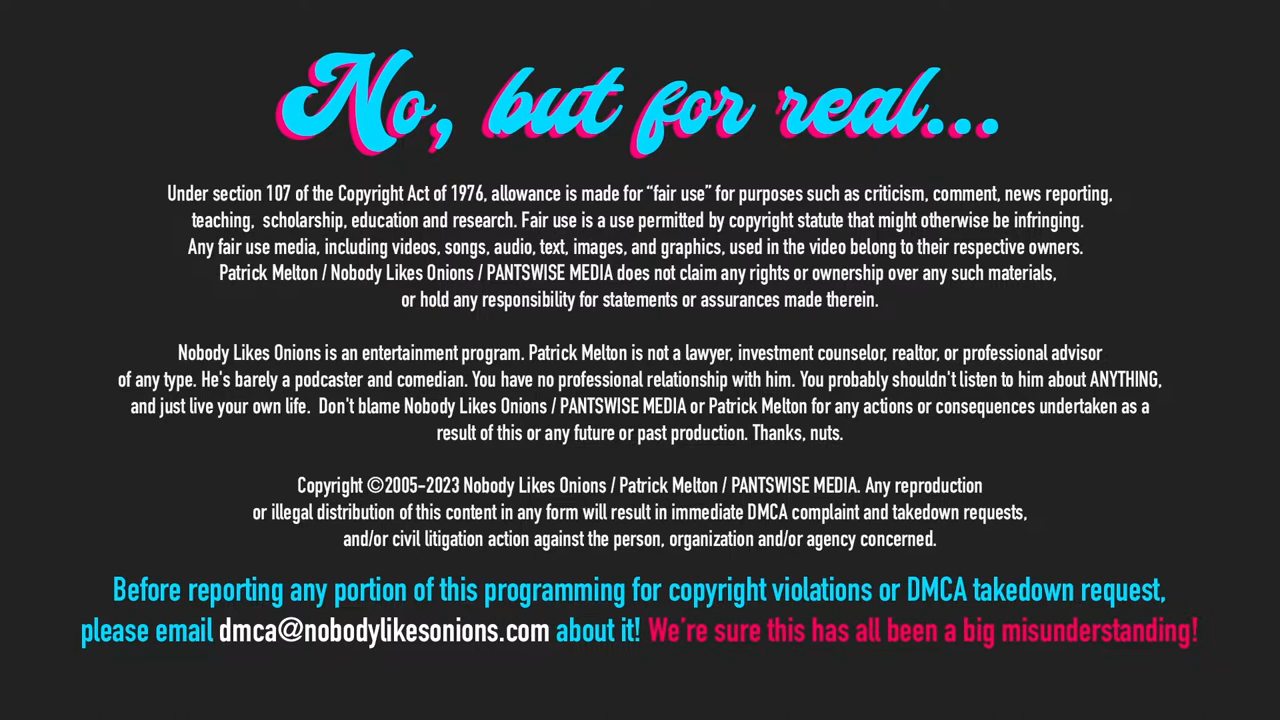 No, but for real...
Under section 107 of the Copyright Act of 1976, allowance is made for “fair use” for purposes such as criticism, comment, news reporting,
teaching,  scholarship, education and research. Fair use is a use permitted by copyright statute that might otherwise be infringing.
Any fair use media, including videos, songs, audio, text, images, and graphics, used in the video belong to their respective owners.
Patrick Melton / Nobody Likes Onions / PANTSWISE MEDIA does not claim any rights or ownership over any such materials,
or hold any responsibility for statements or assurances made therein.
Nobody Likes Onions is an entertainment program. Patrick Melton is not a lawyer, investment counselor, realtor, or professional advisor
of any type. He's barely a podcaster and comedian. You have no professional relationship with him. You probably shouldn't listen to him about ANYTHING,
and just live your own life.  Don't blame Nobody Likes Onions / PANTSWISE MEDIA or Patrick Melton for any actions or consequences undertaken as a
result of this or any future or past production. Thanks, nuts.
Copyright ©2005-2023 Nobody Likes Onions / Patrick Melton / PANTSWISE MEDIA. Any reproduction
or illegal distribution of this content in any form will result in immediate DMCA complaint and takedown requests,
and/or civil litigation action against the person, organization and/or agency concerned.
Before reporting any portion of this programming for copyright violations or DMCA takedown request,
please email dmca@nobodylikesonions.com about it! We're sure this has all been a big misunderstanding!